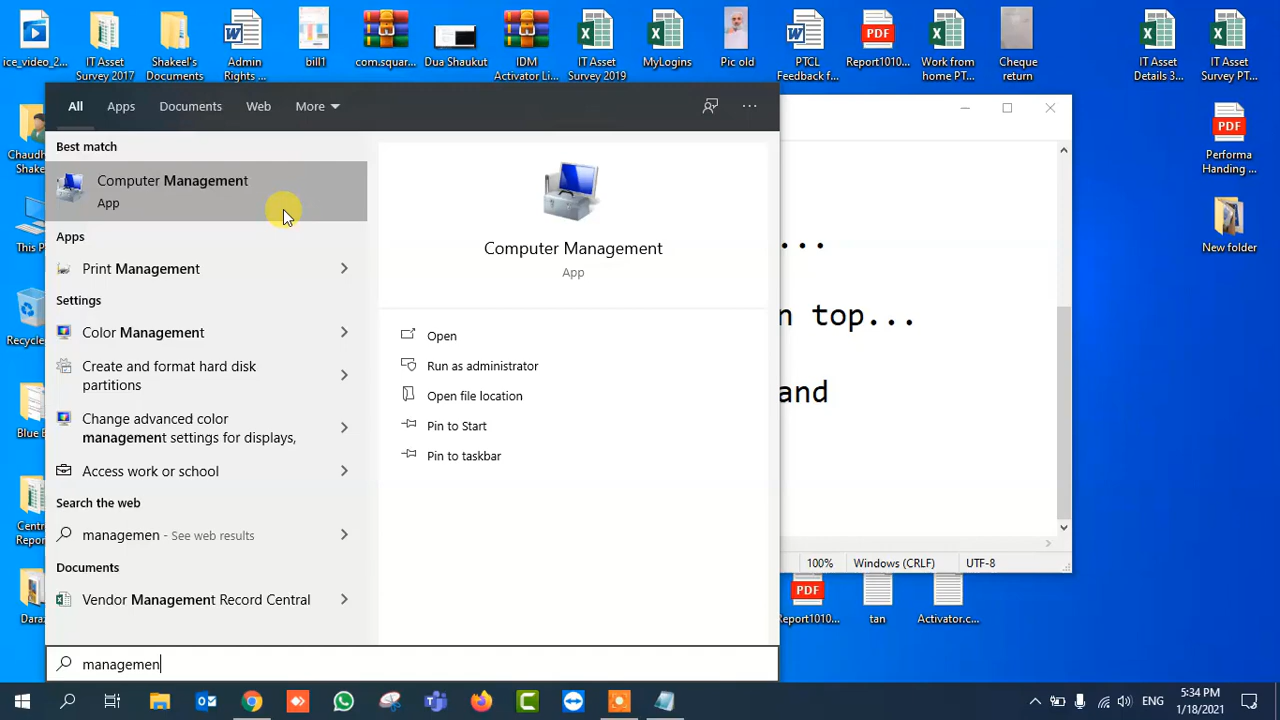 ice_video_2...
IT Asset
Survey 2017
Shakeel's
Documents
Admin
Rights ...
bill1
com.squar...
Dua Shaukut
IDM
Activator Li...
IT Asset
Survey 2019
MyLogins
Pic old
PTCL
Feedback f...
Report1010...
Work from
home PT...
Cheque
return
IT Asset
Details 3...
IT Asset
Survey PT...
All
Apps
Documents
Web
More
Best match
Computer Management
App
Apps
Print Management
Settings
Color Management
Create and format hard disk
partitions
Change advanced color
management settings for displays,
Access work or school
Search the web
managemen - See web results
Documents
Vendor Management Record Central
managemen
Computer Management
App
Open
Run as administrator
Open file location
Pin to Start
Pin to taskbar
...
n top...
and
100%
Windows (CRLF)
UTF-8
Chaudh
Shake
This P
Recycle
Blue B
Centr
Repor
Daraz
PDF
Performa
Handing ...
New folder
PDF
Report1010...
tan
Activator.c...
ENG
5:34 PM
1/18/2021